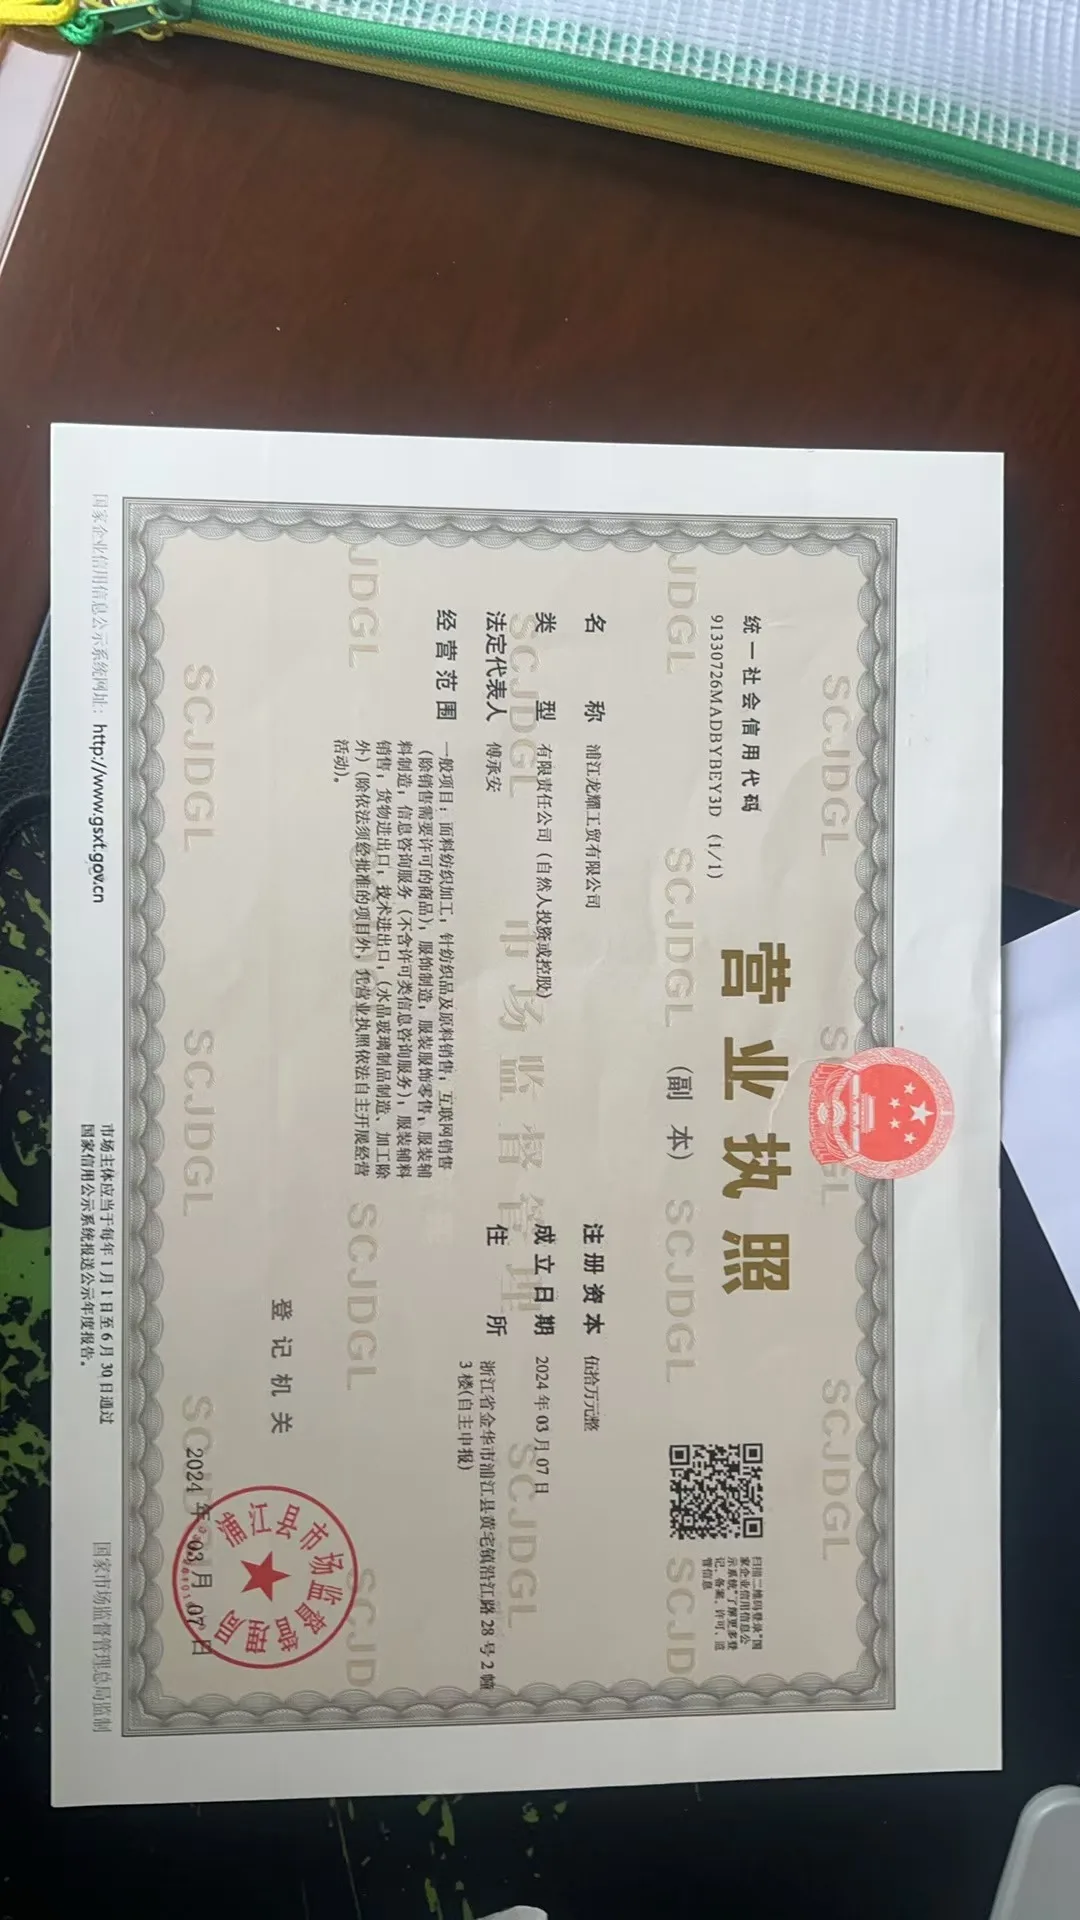 统一社会信用代码
91330726MADBYBEY3D (1/1)
营业执照
(副 本)
扫描二维码登录“国
家企业信用信息公
示系统”了解更多登
记、备案、许可、监
管信息
名 称 浦江龙耀工贸有限公司
类 型 有限责任公司（自然人投资或控股）
法定代表人 傅承安
经营范围 一般项目：面料纺织加工；针纺织品及原料销售；互联网销售
（除销售需要许可的商品）；服饰制造；服装服饰零售；服装辅
料制造；信息咨询服务（不含许可类信息咨询服务）；服装辅料
销售；货物进出口；技术进出口；（水晶玻璃制品制造、加工除
外）（除依法须经批准的项目外，凭营业执照依法自主开展经营
活动）。
注册资本 伍拾万元整
成立日期 2024年03月07日
住 所 浙江省金华市浦江县黄宅镇沿江路28号2幢
3楼(自主申报)
登记机关
浦江县市场监督管理局
2024年03月07日
SCJDGL
市场监督管理
国家企业信用信息公示系统网址：http://www.gsxt.gov.cn
市场主体应当于每年1月1日至6月30日通过
国家信用公示系统报送公示年度报告。
国家市场监督管理总局监制